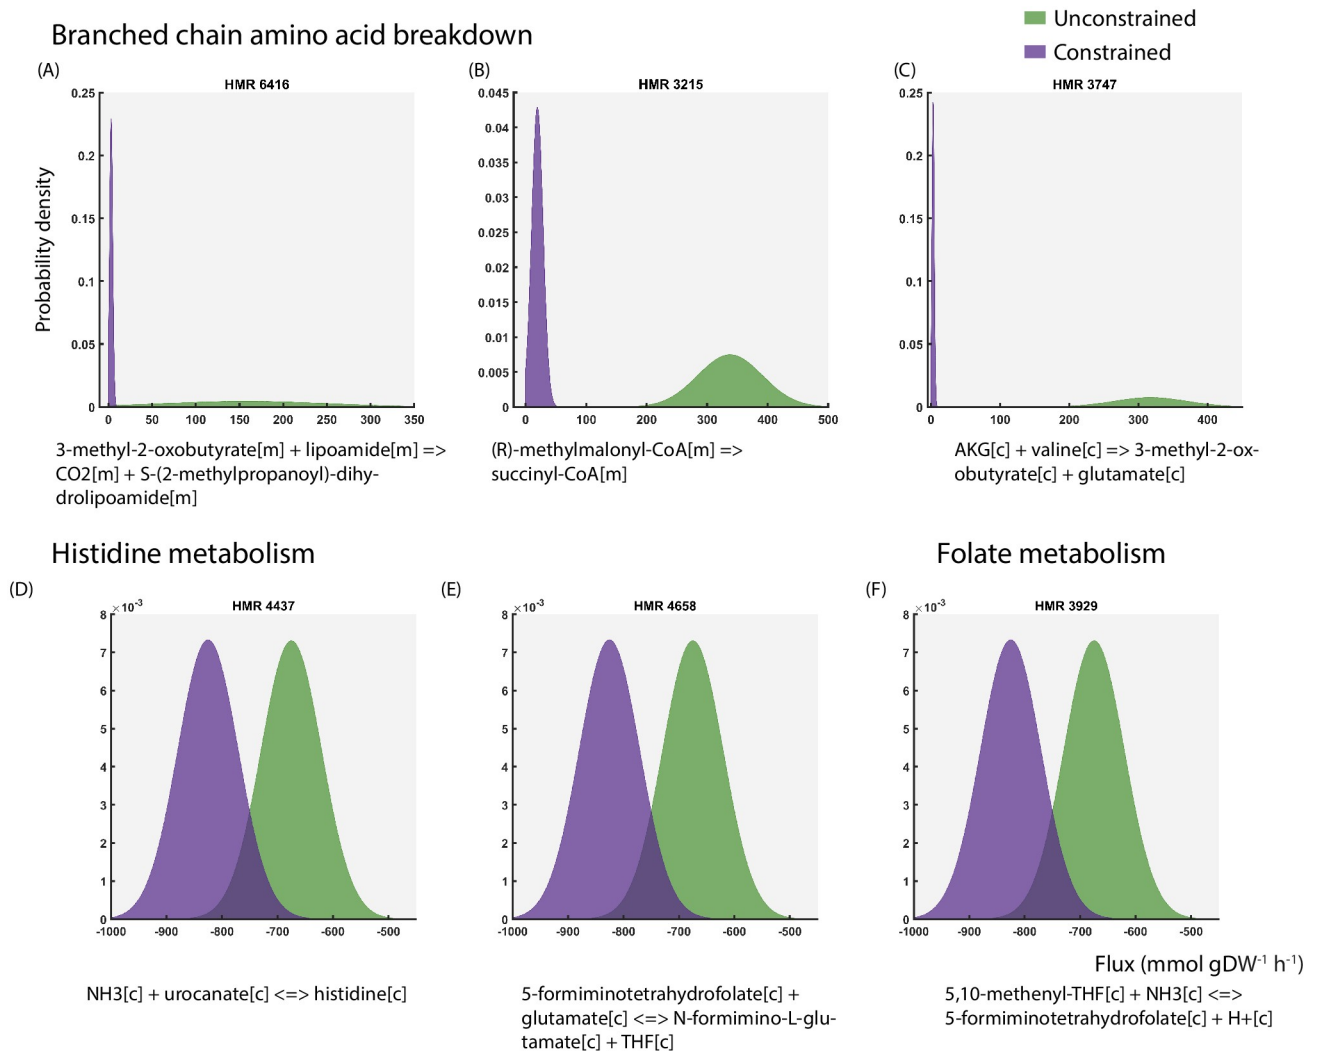 Unconstrained
Constrained
Branched chain amino acid breakdown
(A)
HMR 6416
0.25
0.2
0.15
0.1
0.05
0
0 50 100 150 200 250 300 350
Probability density
3-methyl-2-oxobutyrate[m] + lipoamide[m] =>
CO2[m] + S-(2-methylpropanoyl)-dihy-
drolipoamide[m]
(B)
HMR 3215
0.045
0.04
0.035
0.03
0.025
0.02
0.015
0.01
0.005
0
0 100 200 300 400 500
(R)-methylmalonyl-CoA[m] =>
succinyl-CoA[m]
(C)
HMR 3747
0.25
0.2
0.15
0.1
0.05
0
0 100 200 300 400
AKG[c] + valine[c] => 3-methyl-2-ox-
obutyrate[c] + glutamate[c]
Histidine metabolism
(D)
HMR 4437
×10⁻³
8
7
6
5
4
3
2
1
0
-1000 -900 -800 -700 -600 -500
NH3[c] + urocanate[c] <=> histidine[c]
(E)
HMR 4658
×10⁻³
8
7
6
5
4
3
2
1
0
-1000 -900 -800 -700 -600 -500
5-formiminotetrahydrofolate[c] +
glutamate[c] <=> N-formimino-L-glu-
tamate[c] + THF[c]
Folate metabolism
(F)
HMR 3929
×10⁻³
8
7
6
5
4
3
2
1
0
-1000 -900 -800 -700 -600 -500
Flux (mmol gDW⁻¹ h⁻¹)
5,10-methenyl-THF[c] + NH3[c] <=>
5-formiminotetrahydrofolate[c] + H+[c]